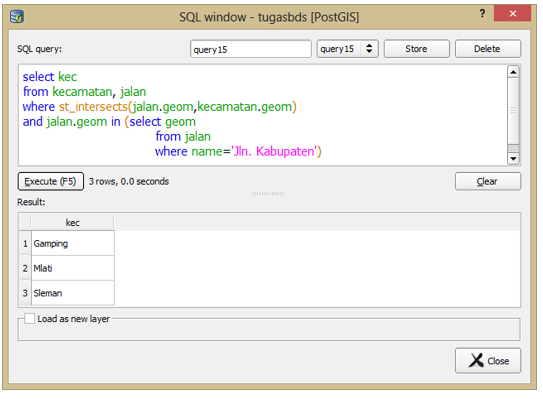 SQL window - tugasbds [PostGIS]
SQL query:
query15
query15
Store
Delete
select kec
from kecamatan, jalan
where st_intersects(jalan.geom,kecamatan.geom)
and jalan.geom in (select geom
from jalan
where name='Jln. Kabupaten')
Execute (F5)
3 rows, 0.0 seconds
Clear
Result:
kec
1 Gamping
2 Mlati
3 Sleman
Load as new layer
Close